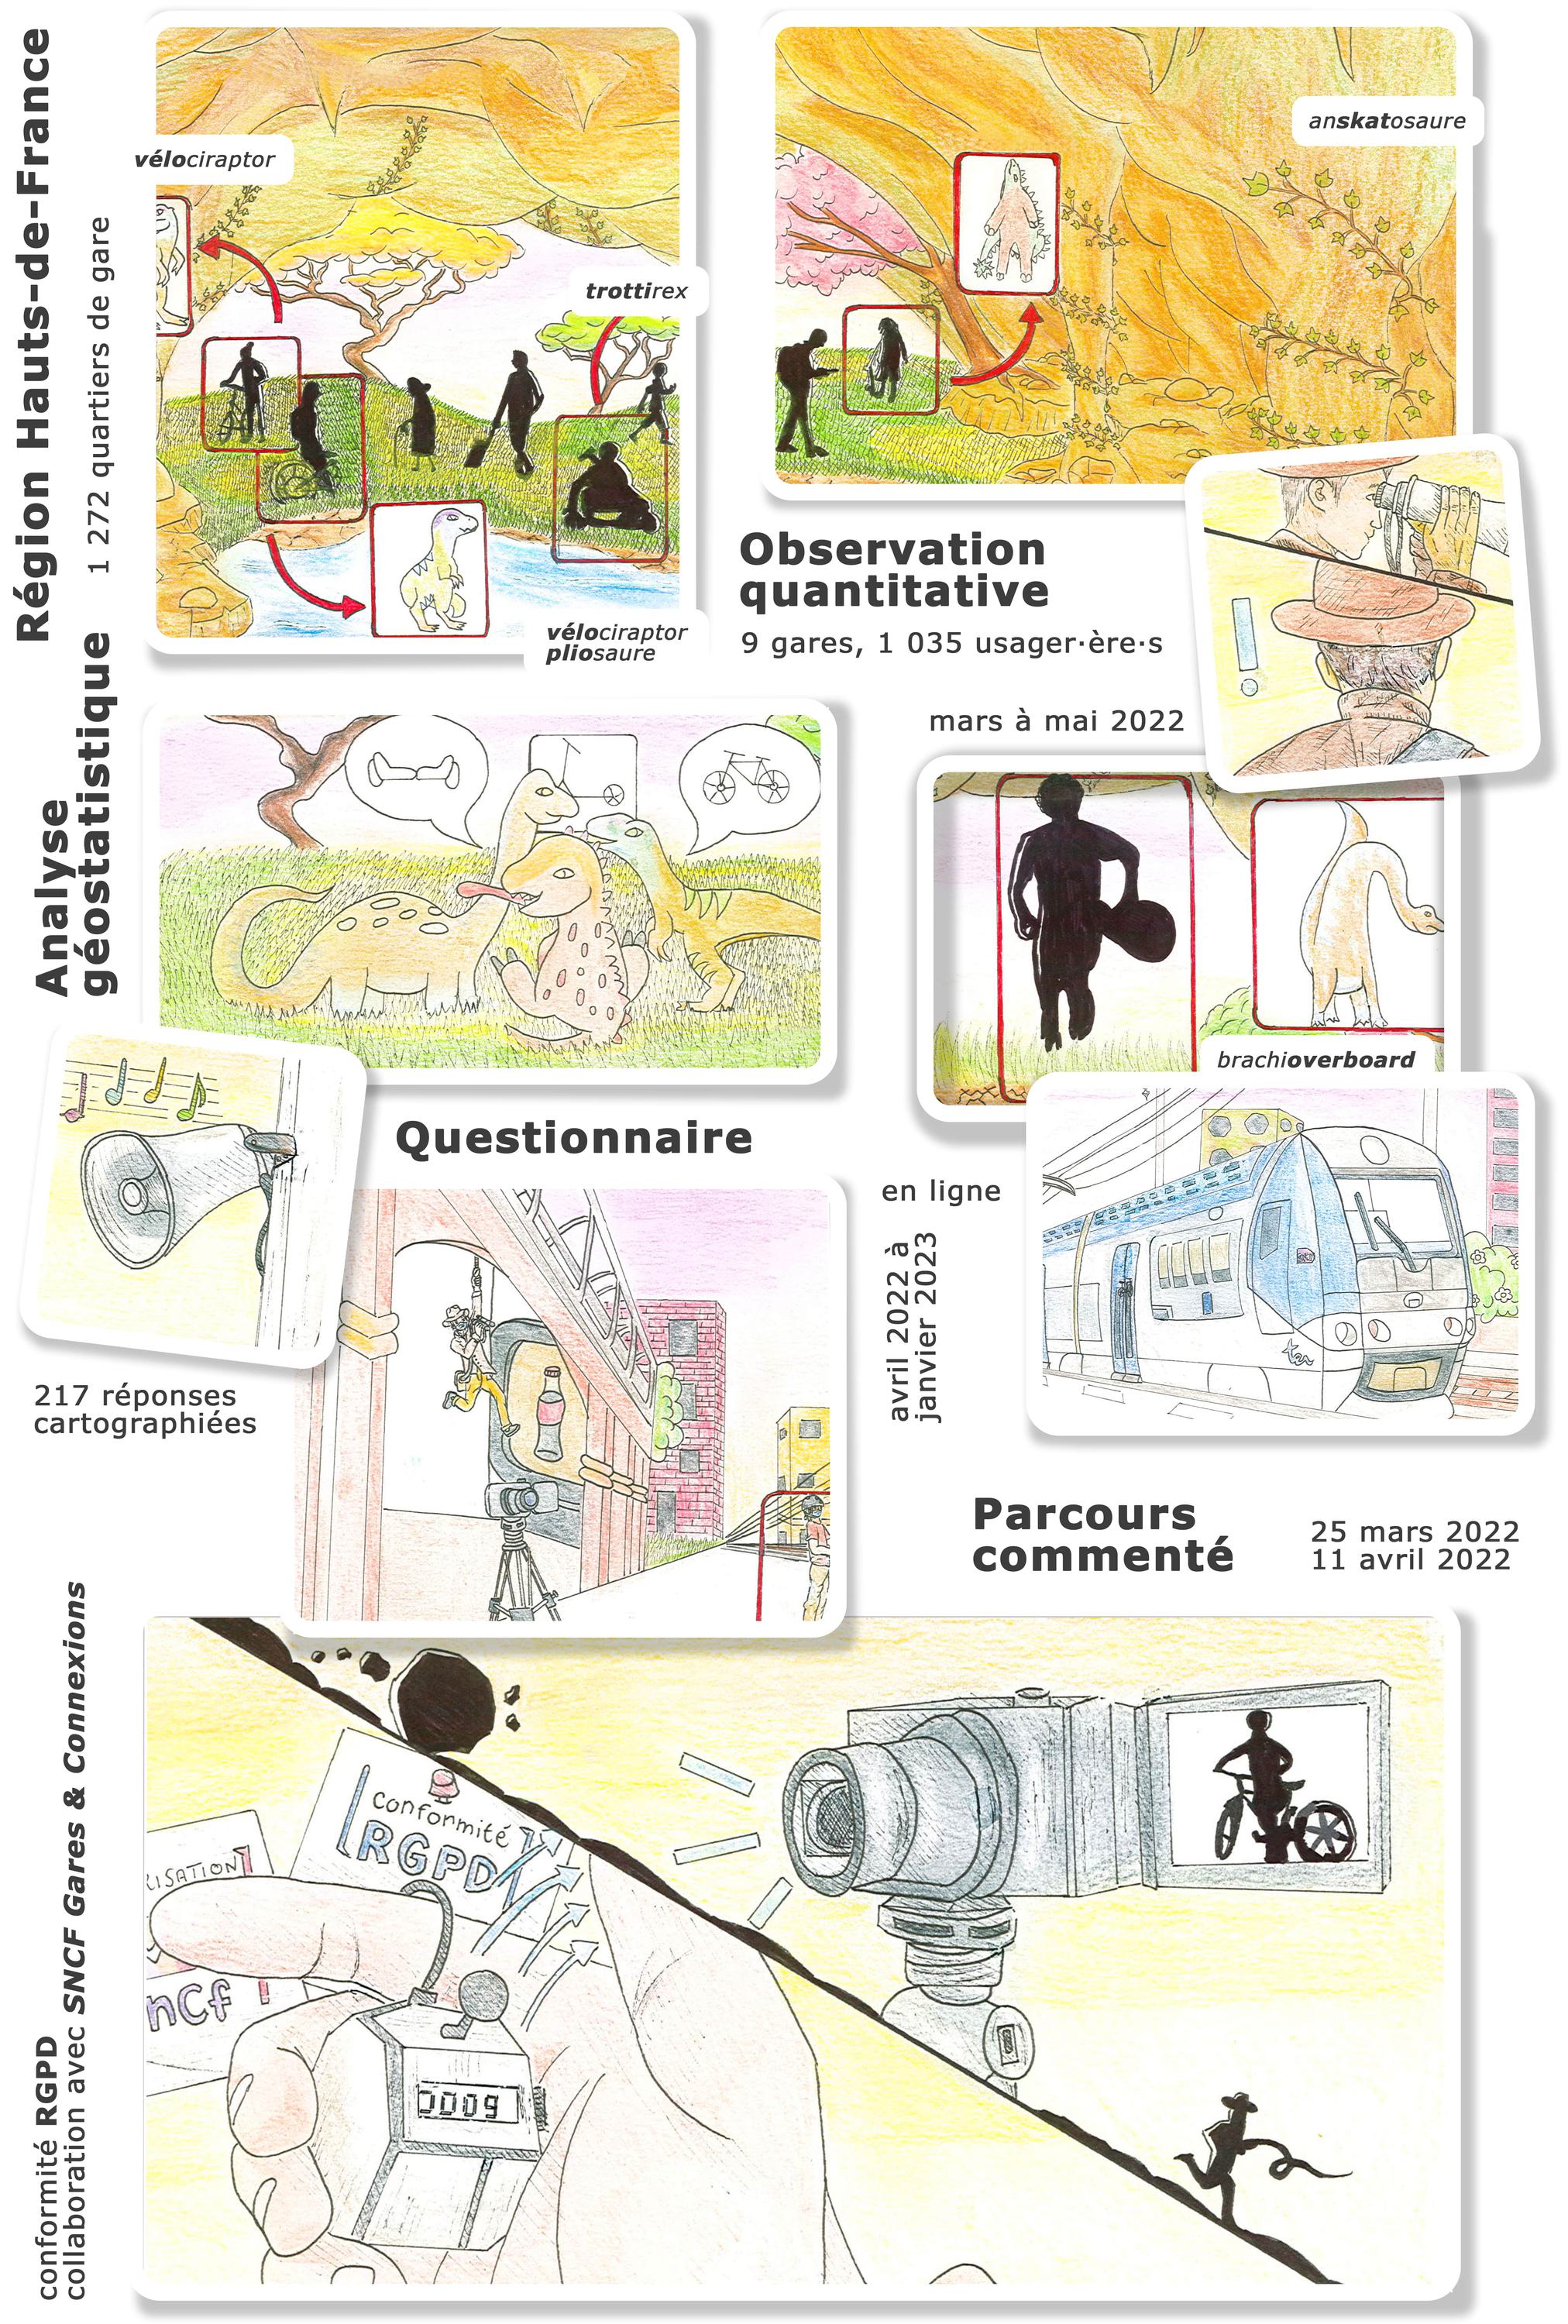 Région Hauts-de-France
1 272 quartiers de gare
Analyse
géostatistique
vélociraptor
trottirex
vélociraptor
pliosaure
anskatosaure
Observation
quantitative
9 gares, 1 035 usager·ère·s
mars à mai 2022
brachioverboard
Questionnaire
en ligne
avril 2022 à
janvier 2023
217 réponses
cartographiées
ter
Parcours
commenté
25 mars 2022
11 avril 2022
conformité RGPD
collaboration avec SNCF Gares & Connexions
conformité
RGPD
ISATION
nCf !
0009